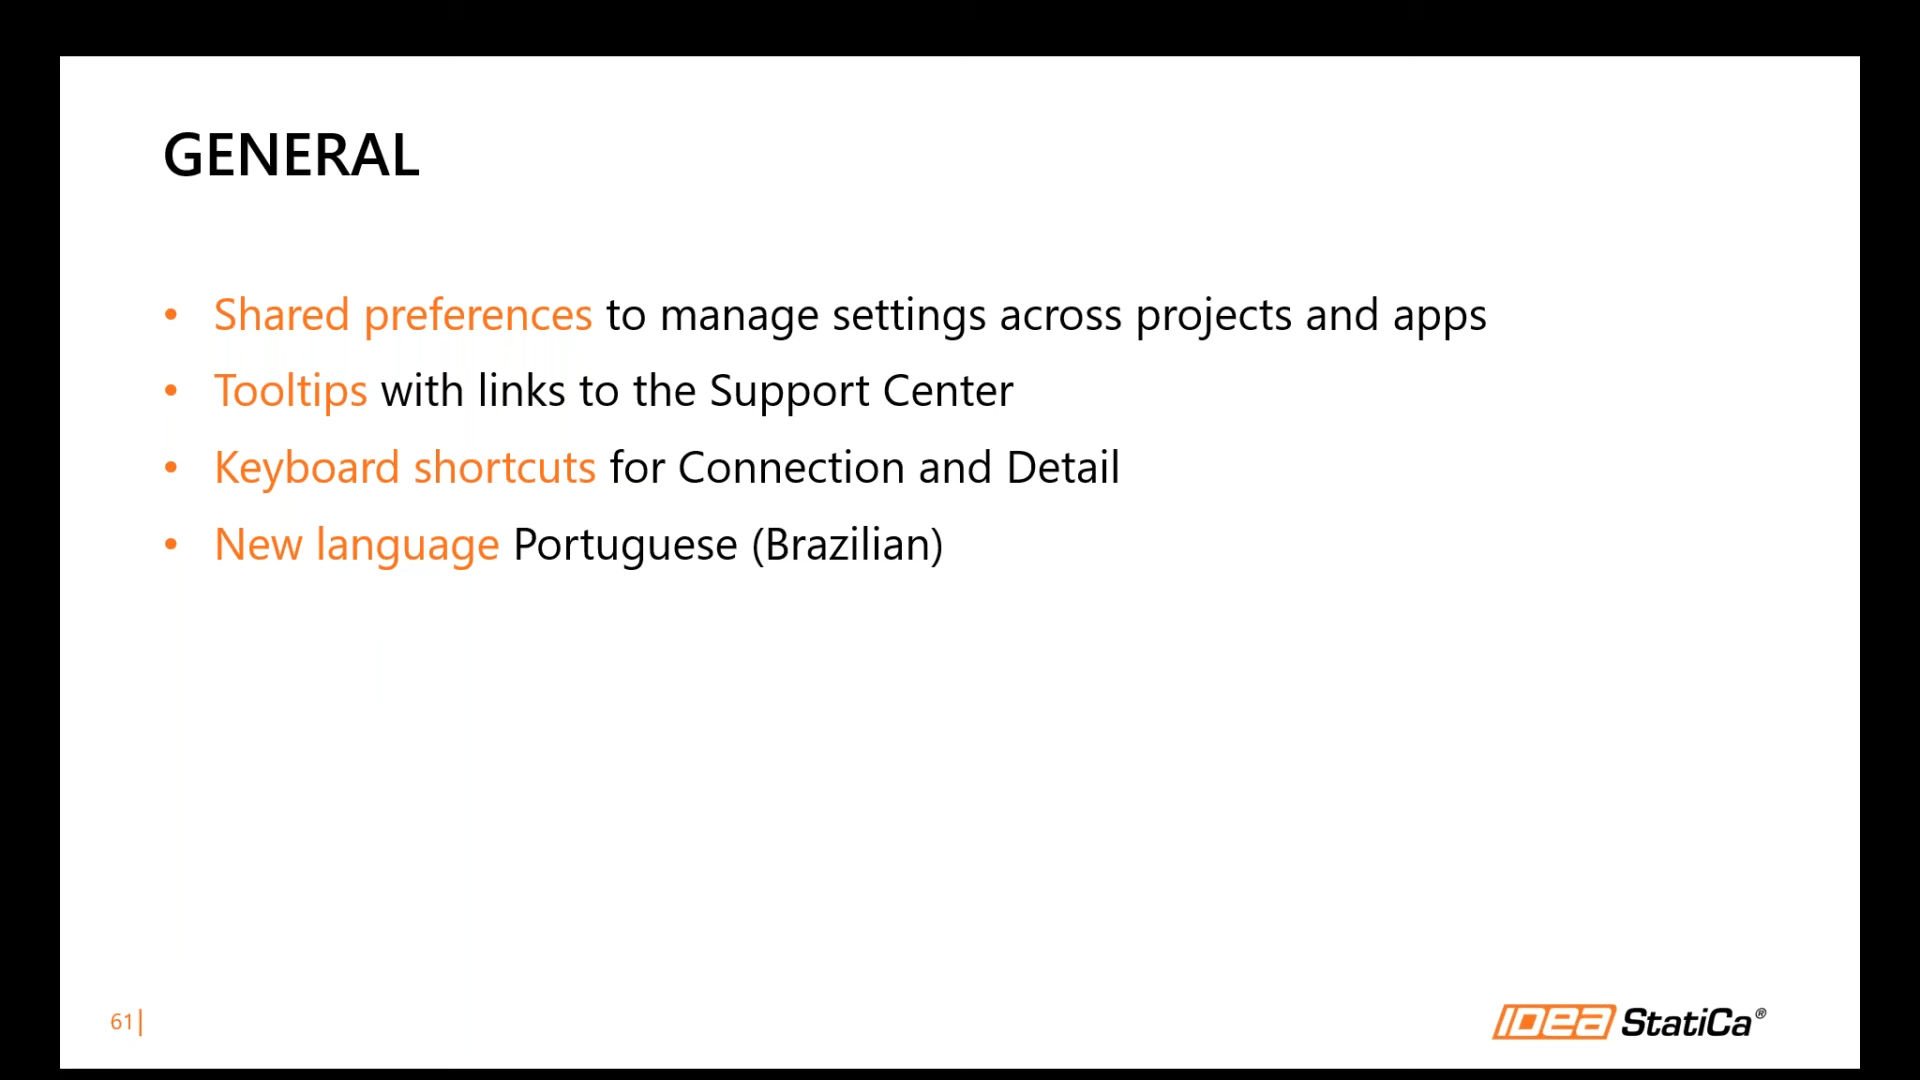 GENERAL
• Shared preferences to manage settings across projects and apps
• Tooltips with links to the Support Center
• Keyboard shortcuts for Connection and Detail
• New language Portuguese (Brazilian)
61|
IDEA StatiCa®